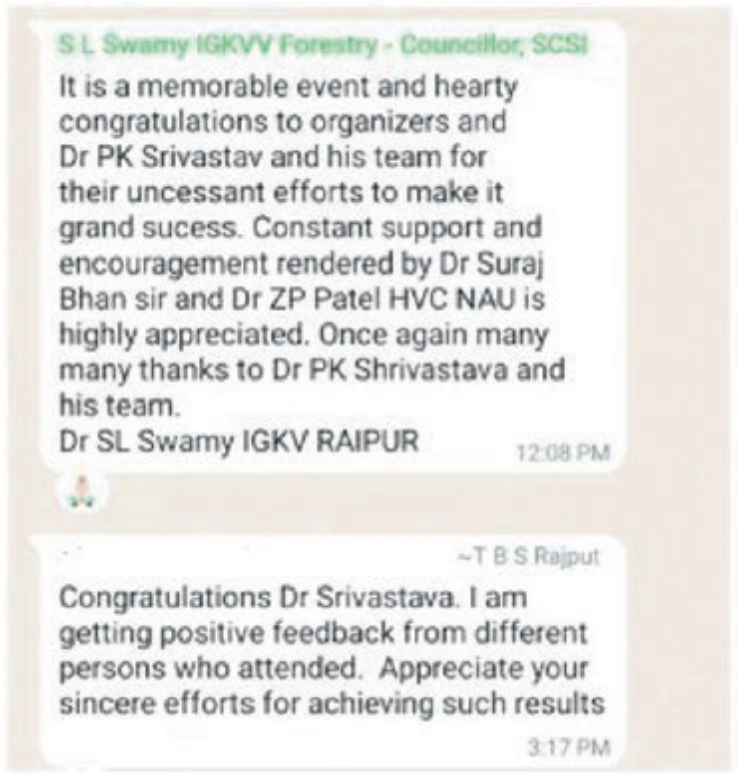 S L Swamy IGKVV Forestry - Councillor, SCSI
It is a memorable event and hearty
congratulations to organizers and
Dr PK Srivastav and his team for
their uncessant efforts to make it
grand sucess. Constant support and
encouragement rendered by Dr Suraj
Bhan sir and Dr ZP Patel HVC NAU is
highly appreciated. Once again many
many thanks to Dr PK Shrivastava and
his team.
Dr SL Swamy IGKV RAIPUR
12:08 PM
~T B S Rajput
Congratulations Dr Srivastava. I am
getting positive feedback from different
persons who attended. Appreciate your
sincere efforts for achieving such results
3:17 PM